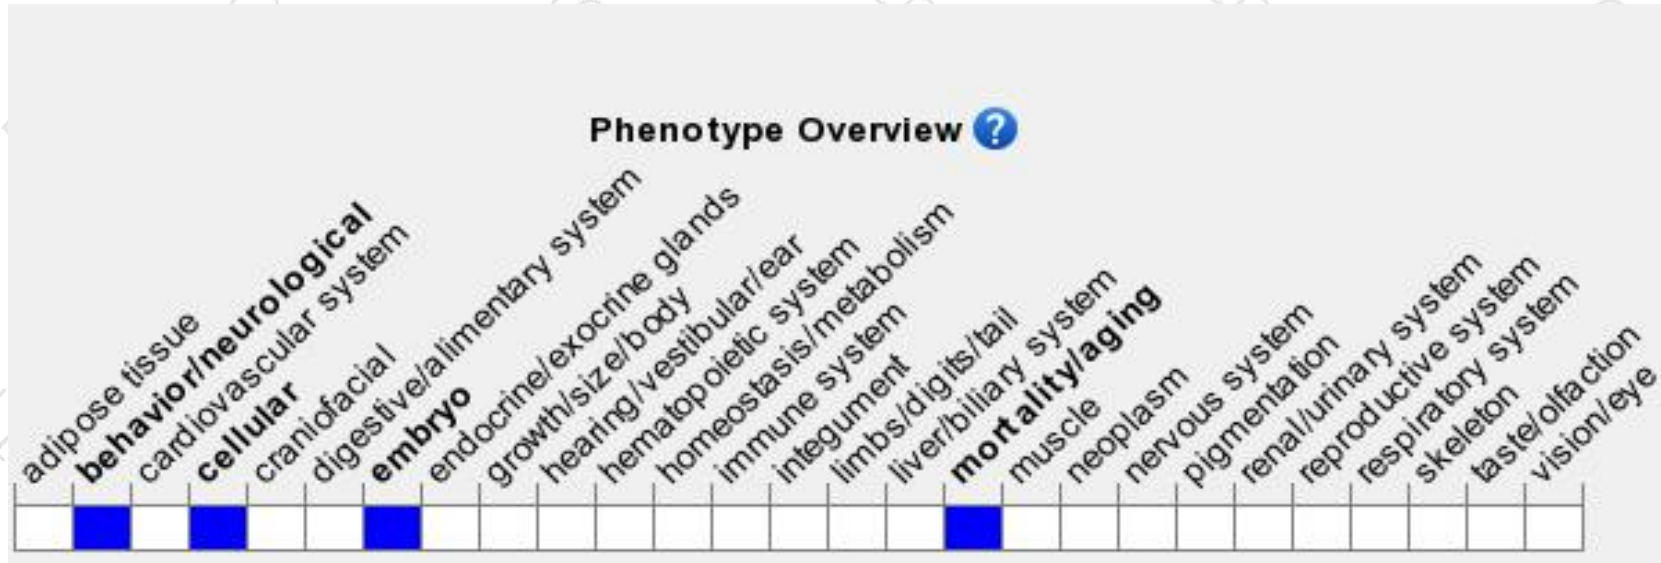 Phenotype Overview ?
adipose tissue
behavior/neurological
cardiovascular system
cellular
craniofacial
digestive/alimentary system
embryo
endocrine/exocrine glands
growth/size/body
hearing/vestibular/ear
hematopoietic system
homeostasis/metabolism
immune system
integument
limbs/digits/tail
liver/biliary system
mortality/aging
muscle
neoplasm
nervous system
pigmentation
renal/urinary system
reproductive system
respiratory system
skeleton
taste/olfaction
vision/eye